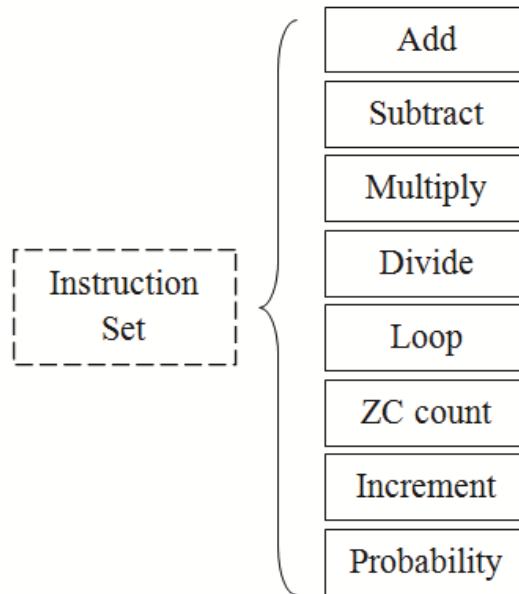 Instruction
Set
Add
Subtract
Multiply
Divide
Loop
ZC count
Increment
Probability